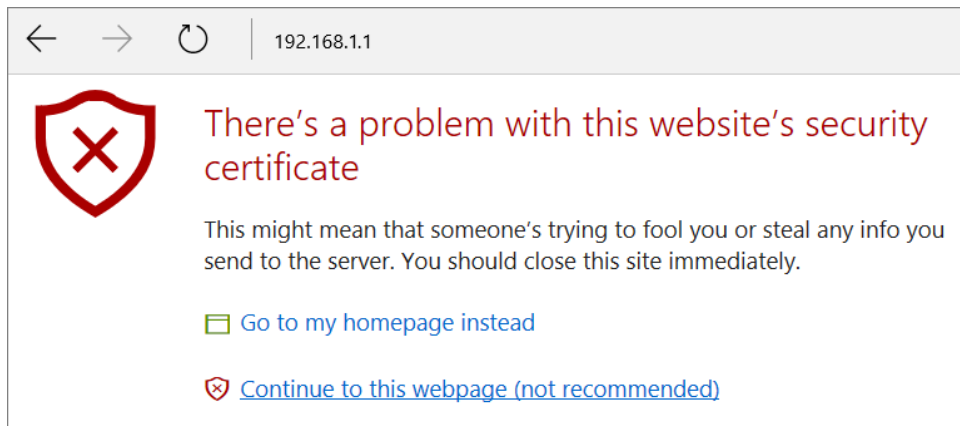 192.168.1.1
There's a problem with this website's security
certificate
This might mean that someone's trying to fool you or steal any info you
send to the server. You should close this site immediately.
Go to my homepage instead
Continue to this webpage (not recommended)